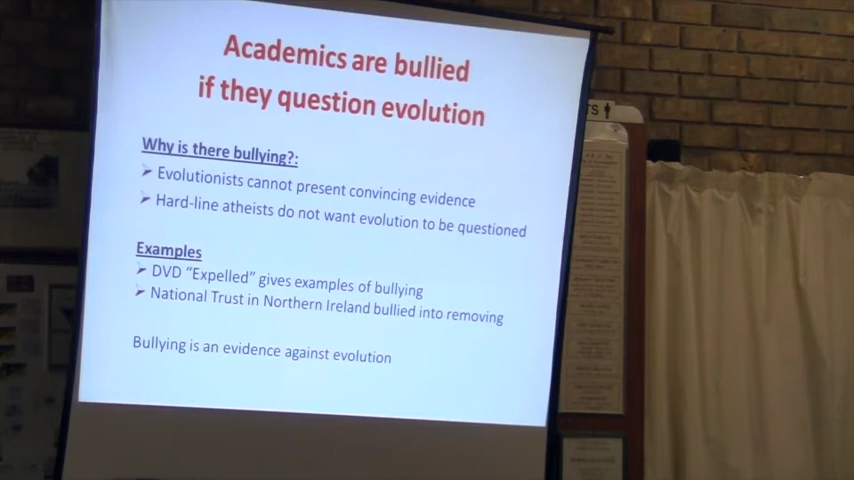 Academics are bullied
if they question evolution
Why is there bullying?:
➢ Evolutionists cannot present convincing evidence
➢ Hard-line atheists do not want evolution to be questioned
Examples
➢ DVD “Expelled” gives examples of bullying
➢ National Trust in Northern Ireland bullied into removing
Bullying is an evidence against evolution
TS